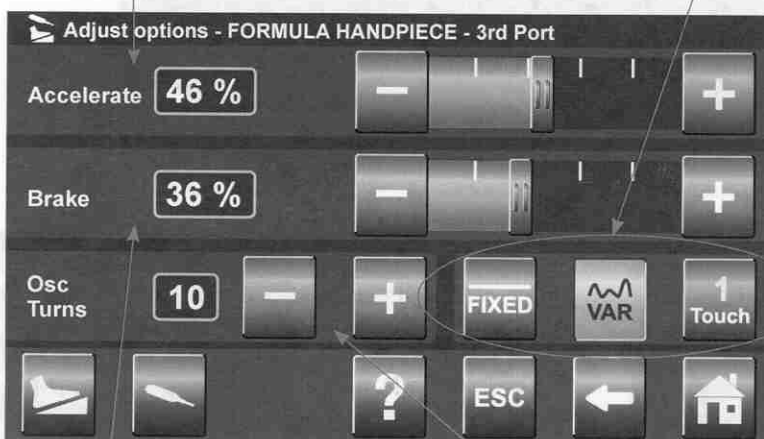 Adjust options - FORMULA HANDPIECE - 3rd Port
Accelerate 46 % − +
Brake 36 % − +
Osc
Turns 10 − + FIXED VAR 1
Touch
? ESC